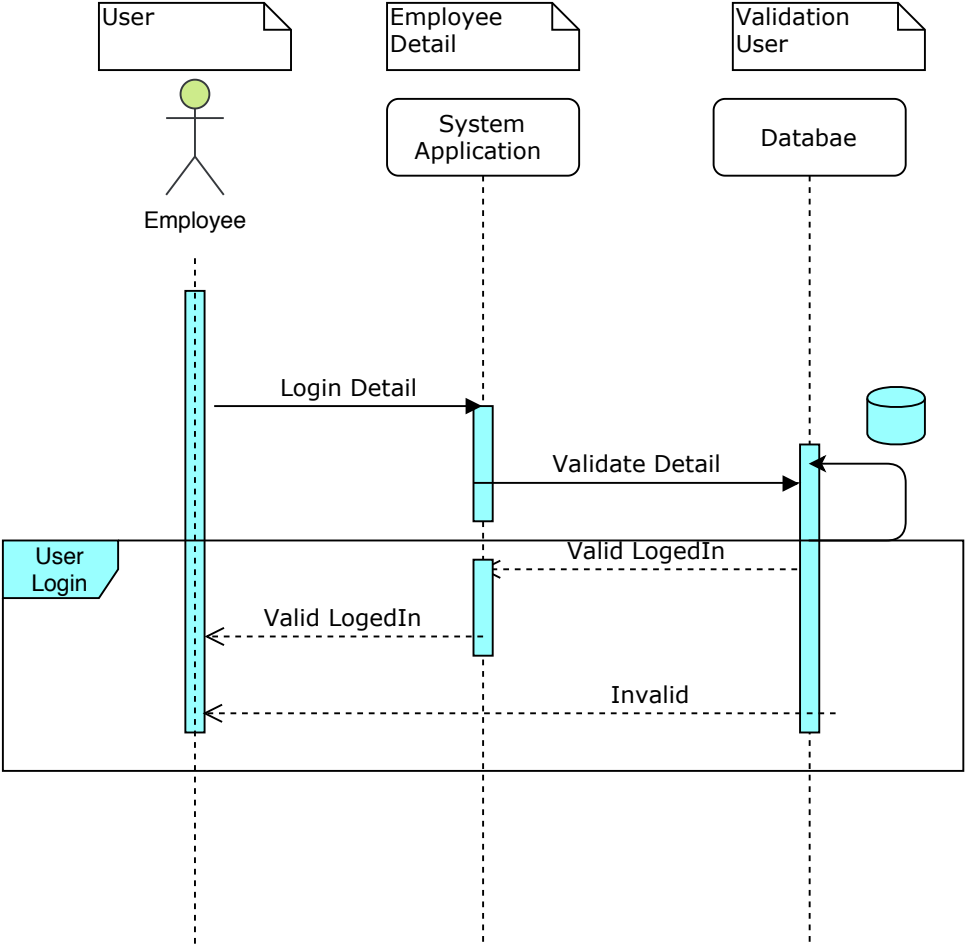 User
Employee
Detail
Validation
User
System
Application
Databae
Employee
Login Detail
Validate Detail
User
Login
Valid LogedIn
Valid LogedIn
Invalid